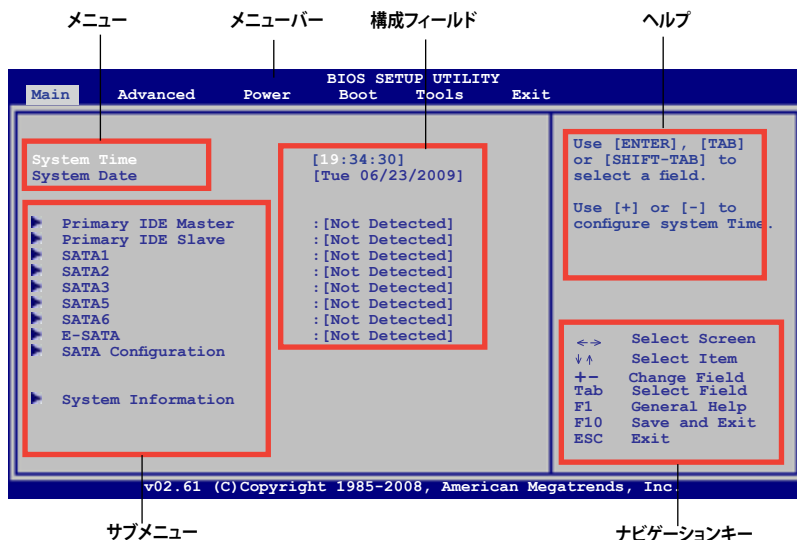 メニュー メニューバー 構成フィールド ヘルプ
BIOS SETUP UTILITY
Main Advanced Power Boot Tools Exit
System Time [19:34:30]
System Date [Tue 06/23/2009]
Primary IDE Master :[Not Detected]
Primary IDE Slave :[Not Detected]
SATA1 :[Not Detected]
SATA2 :[Not Detected]
SATA3 :[Not Detected]
SATA5 :[Not Detected]
SATA6 :[Not Detected]
E-SATA :[Not Detected]
SATA Configuration
System Information
Use [ENTER], [TAB]
or [SHIFT-TAB] to
select a field.
Use [+] or [-] to
configure system Time.
←→ Select Screen
↓↑ Select Item
+- Change Field
Tab Select Field
F1 General Help
F10 Save and Exit
ESC Exit
v02.61 (C)Copyright 1985-2008, American Megatrends, Inc.
サブメニュー ナビゲーションキー